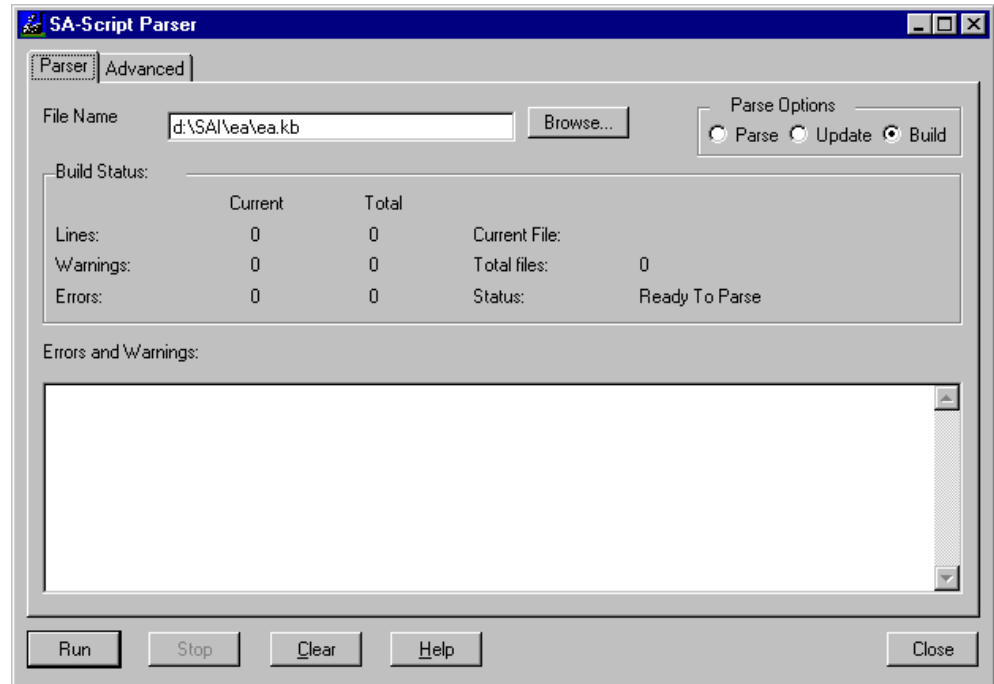 SA-Script Parser
Parser Advanced
File Name d:\SAI\ea\ea.kb Browse...
Parse Options
Parse Update Build
Build Status:
Current Total
Lines: 0 0 Current File:
Warnings: 0 0 Total files: 0
Errors: 0 0 Status: Ready To Parse
Errors and Warnings:
Run Stop Clear Help Close